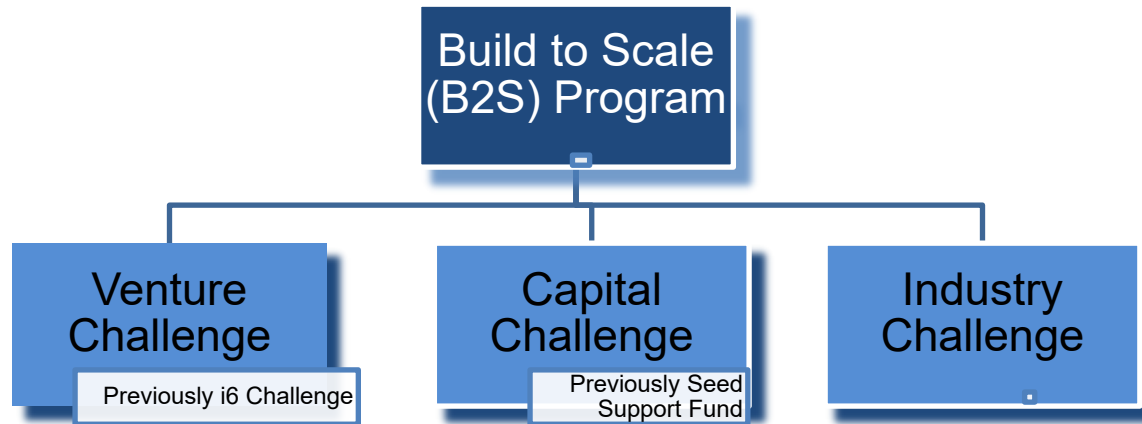 Build to Scale
(B2S) Program
Venture
Challenge
Previously i6 Challenge
Capital
Challenge
Previously Seed
Support Fund
Industry
Challenge